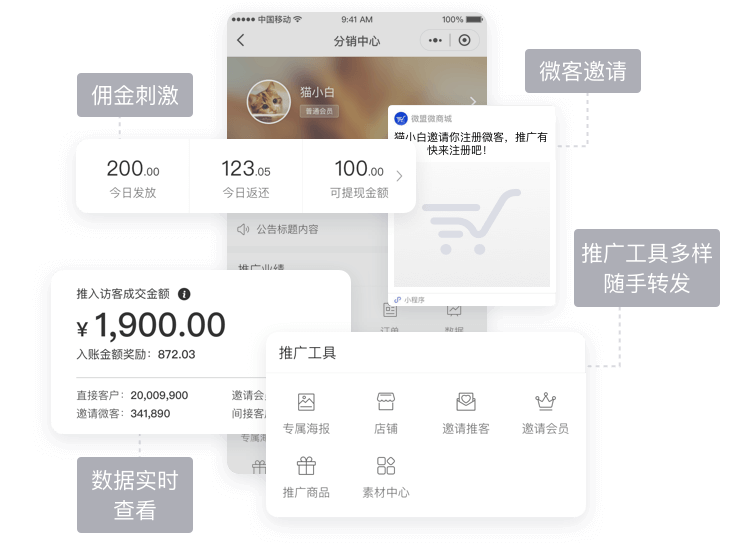 中国移动
9:41 AM
100%
分销中心
微客邀请
佣金刺激
猫小白
普通会员
微盟微商城
猫小白邀请你注册微客，推广有
快来注册吧！
200.00
123.05
100.00
今日发放
今日返还
可提现金额
公告标题内容
推广业绩
推广工具多样
随手转发
小程序
推入访客成交金额
¥ 1,900.00
入账金额奖励：872.03
订单
数据
推广工具
直接客户：20,009,900
邀请会
邀请微客：341,890
间接客
专属海
专属海报
店铺
邀请推客
邀请会员
推广商品
素材中心
数据实时
查看